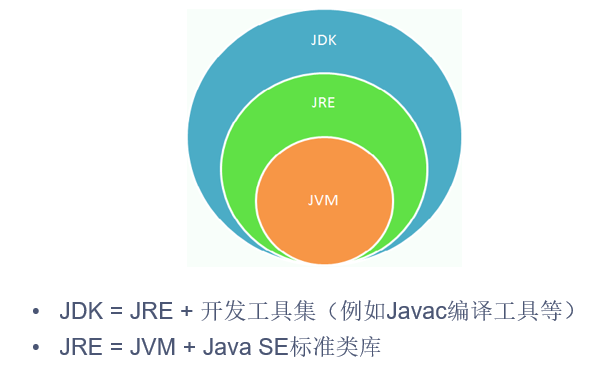 JDK
JRE
JVM
• JDK = JRE + 开发工具集（例如Javac编译工具等）
• JRE = JVM + Java SE标准类库